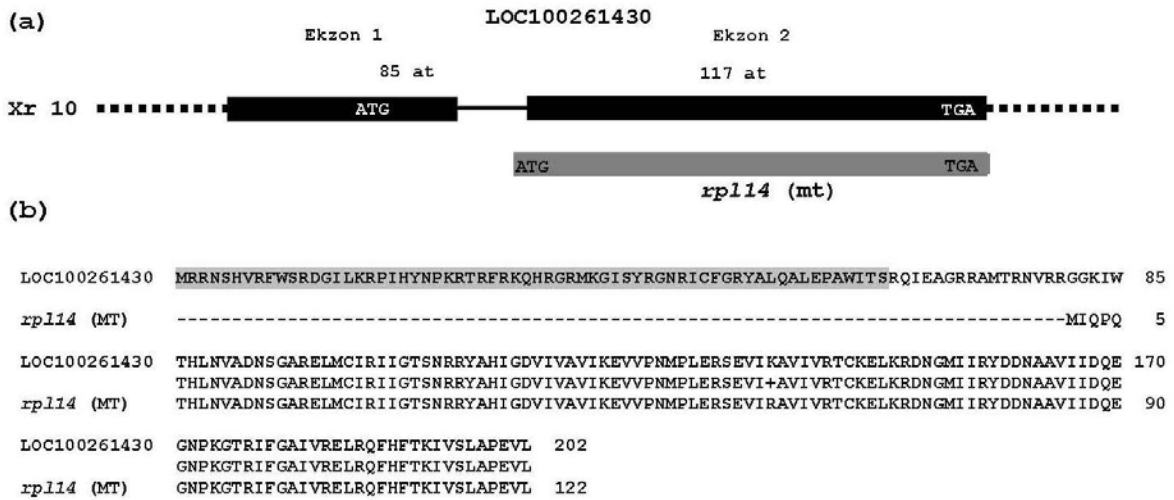 (a)
LOC100261430
Ekzon 1
Ekzon 2
85 at
117 at
Xr 10
ATG
TGA
ATG
TGA
rpl14 (mt)
(b)
LOC100261430 MRRNSHVRFWSRDGILKRPIHYNPKRTRFRKQHRGRMKGISYRGNRICFGRYALQALEPAWITSRQIEAGRRAMTRNVRRGGKIW 85
rpl14 (MT) --------------------------------------------------------------------------------MIQPQ 5
LOC100261430 THLNVADNSGARELMCIRIIGTSNRRYAHIGDVIVAVIKEVVPNMPLERSEVIKAVIVRTCKELKRDNGMIIRYDDNAAVIIDQE 170
THLNVADNSGARELMCIRIIGTSNRRYAHIGDVIVAVIKEVVPNMPLERSEVI+AVIVRTCKELKRDNGMIIRYDDNAAVIIDQE
rpl14 (MT) THLNVADNSGARELMCIRIIGTSNRRYAHIGDVIVAVIKEVVPNMPLERSEVIRAVIVRTCKELKRDNGMIIRYDDNAAVIIDQE 90
LOC100261430 GNPKGTRIFGAIVRELRQFHFTKIVSLAPEVL 202
GNPKGTRIFGAIVRELRQFHFTKIVSLAPEVL
rpl14 (MT) GNPKGTRIFGAIVRELRQFHFTKIVSLAPEVL 122